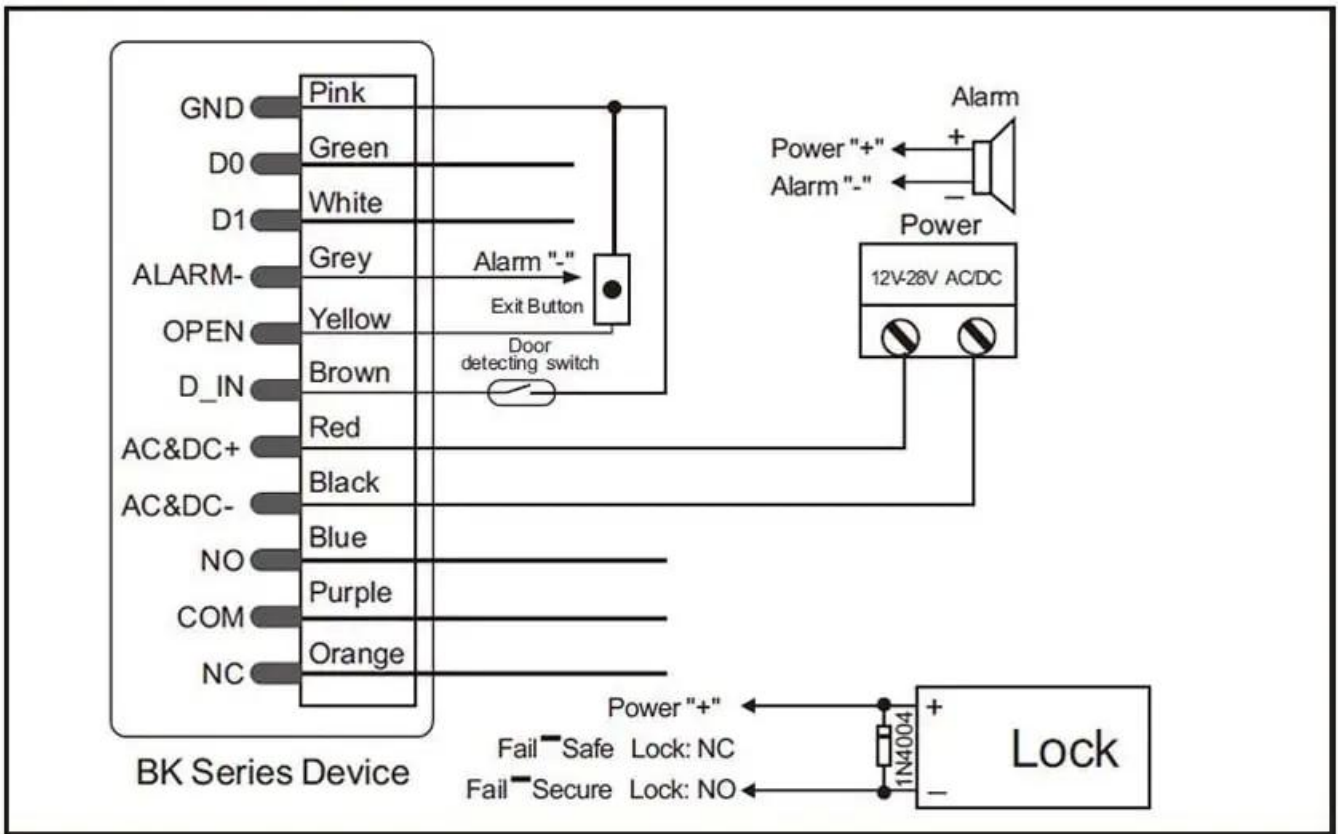 GND Pink
D0 Green
D1 White
ALARM- Grey
OPEN Yellow
D_IN Brown
AC&DC+ Red
AC&DC- Black
NO Blue
COM Purple
NC Orange
BK Series Device
Alarm "-"
Exit Button
Door
detecting switch
Alarm
Power "+" +
Alarm "-" −
Power
12V-28V AC/DC
Power "+"
Fail-Safe Lock: NC
Fail-Secure Lock: NO
1N4004
+
Lock
−